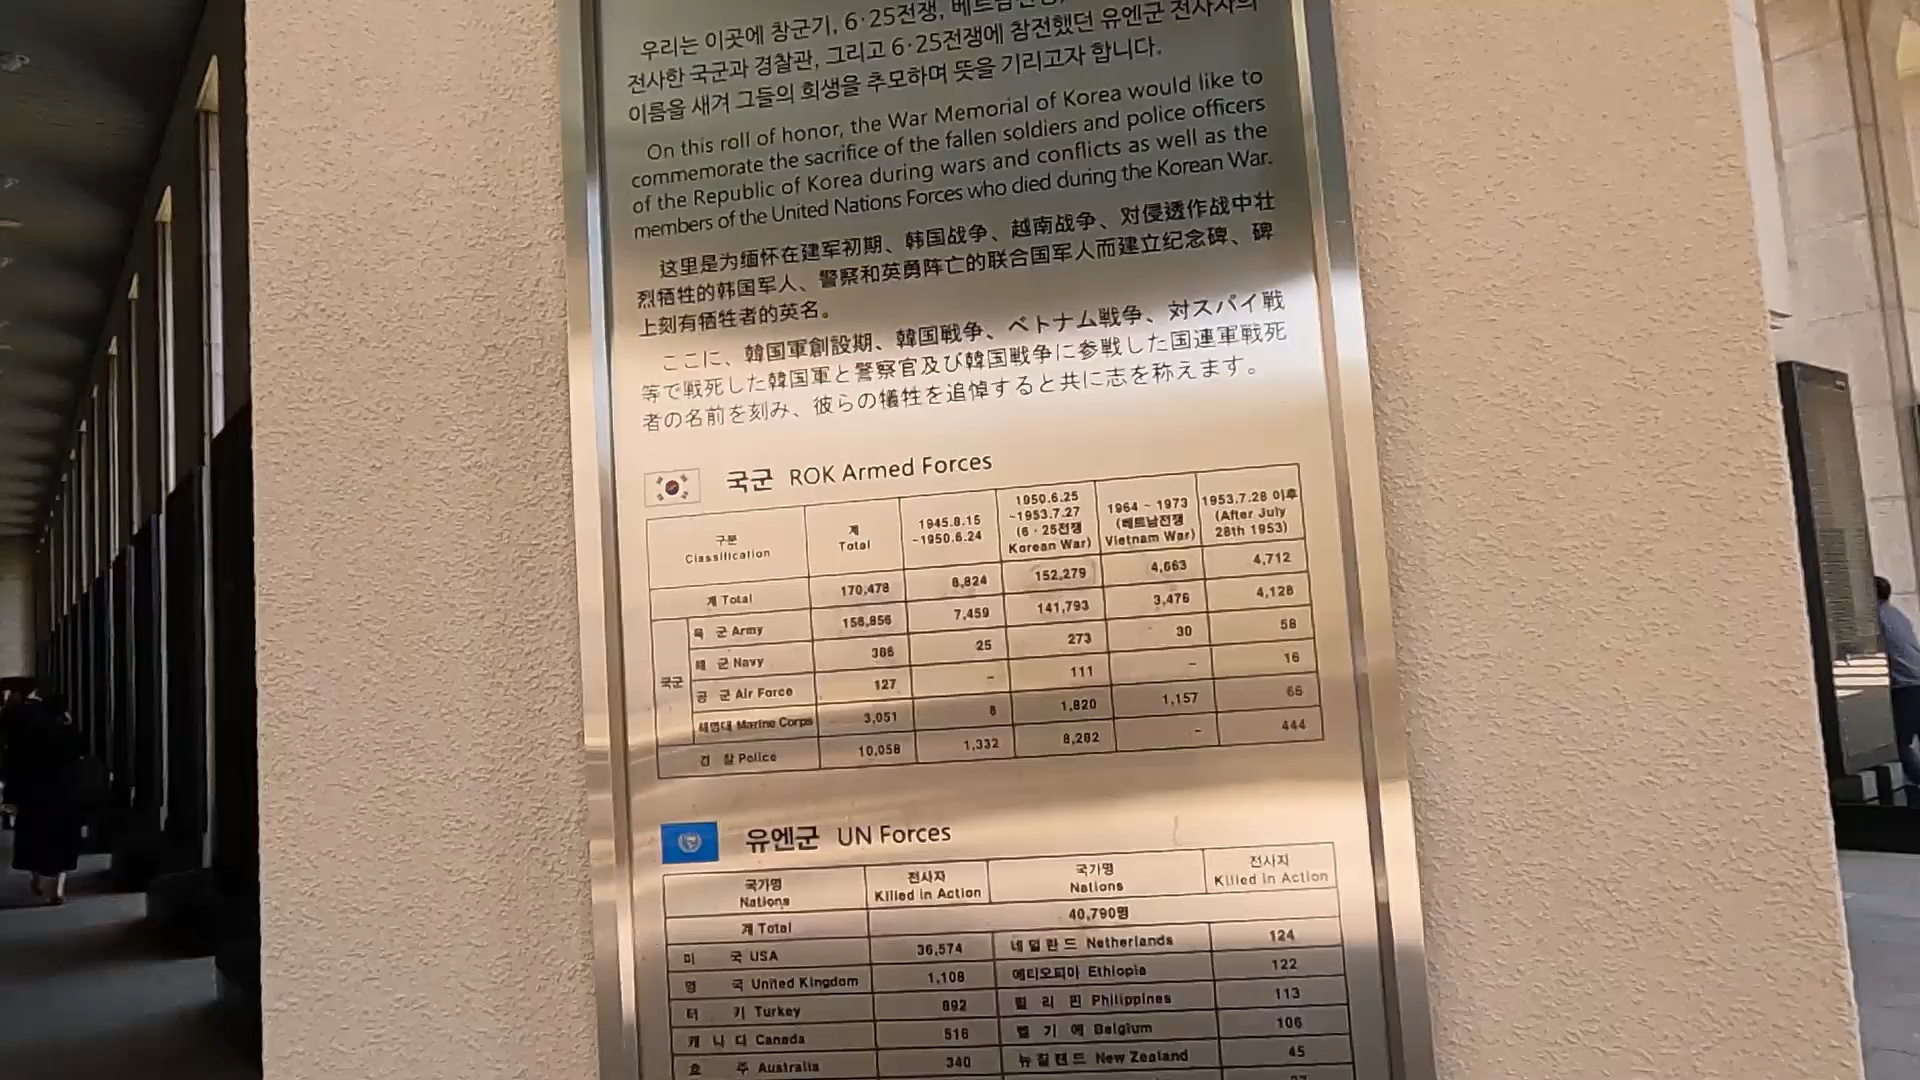 우리는 이곳에 창군기, 6·25전쟁,
전사한 국군과 경찰관, 그리고 6·25전쟁에 참전했던 유엔군 전사자의
이름을 새겨 그들의 희생을 추모하며 뜻을 기리고자 합니다.
On this roll of honor, the War Memorial of Korea would like to
commemorate the sacrifice of the fallen soldiers and police officers
of the Republic of Korea during wars and conflicts as well as the
members of the United Nations Forces who died during the Korean War.
这里是为缅怀在建军初期、韩国战争、越南战争、对侵透作战中壮
烈牺牲的韩国军人、警察和英勇阵亡的联合国军人而建立纪念碑、碑
上刻有牺牲者的英名。
ここに、韓国軍創設期、韓国戦争、ベトナム戦争、対スパイ戦
等で戦死した韓国軍と警察官及び韓国戦争に参戦した国連軍戦死
者の名前を刻み、彼らの犠牲を追悼すると共に志を称えます。
국군 ROK Armed Forces
구분 Classification
계 Total
1945.8.15 ~1950.6.24
1950.6.25 ~1953.7.27 (6·25전쟁 Korean War)
1964 ~ 1973 (베트남전쟁 Vietnam War)
1953.7.28 이후 (After July 28th 1953)
계 Total 170,478 8,824 152,279 4,663 4,712
국군
육 군 Army 156,856 7,459 141,793 3,476 4,128
해 군 Navy 386 25 273 30 58
공 군 Air Force 127 - 111 - 16
해병대 Marine Corps 3,051 8 1,820 1,157 66
경 찰 Police 10,058 1,332 8,282 - 444
유엔군 UN Forces
국가명 Nations 전사자 Killed in Action 국가명 Nations 전사자 Killed in Action
계 Total 40,790명
미 국 USA 36,574 네덜란드 Netherlands 124
영 국 United Kingdom 1,108 에티오피아 Ethiopia 122
터 키 Turkey 892 필 리 핀 Philippines 113
캐 나 다 Canada 516 벨 기 에 Belgium 106
호 주 Australia 340 뉴질랜드 New Zealand 45